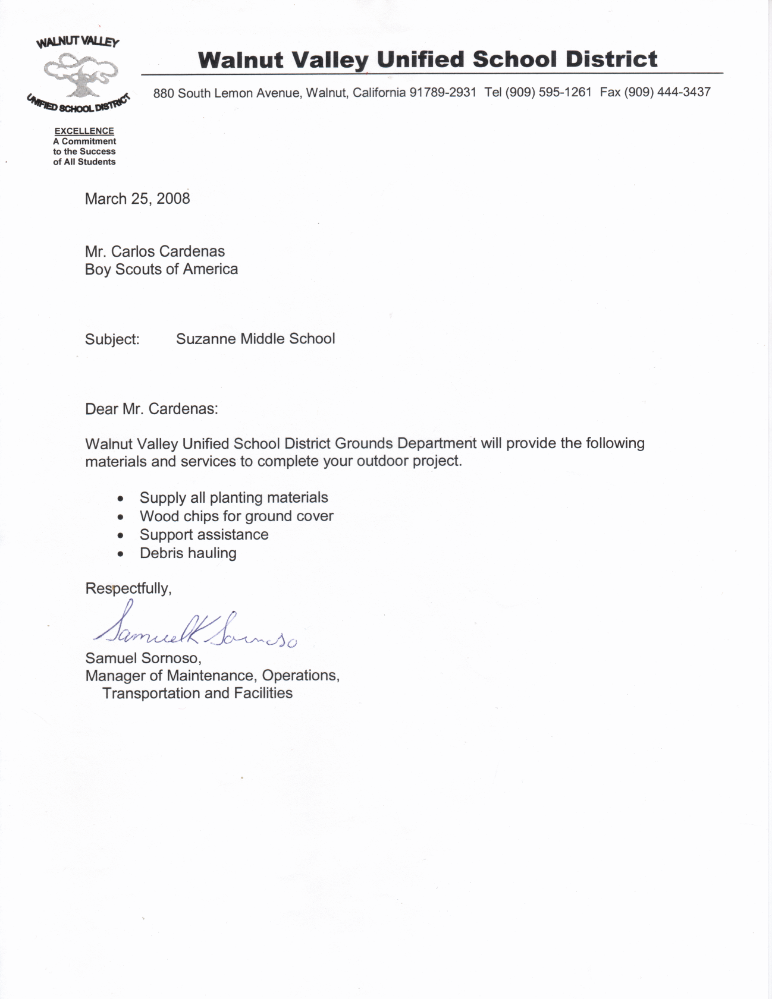 WALNUT VALLEY
UNIFIED SCHOOL DISTRICT
EXCELLENCE
A Commitment
to the Success
of All Students
Walnut Valley Unified School District
880 South Lemon Avenue, Walnut, California 91789-2931 Tel (909) 595-1261 Fax (909) 444-3437
March 25, 2008
Mr. Carlos Cardenas
Boy Scouts of America
Subject: Suzanne Middle School
Dear Mr. Cardenas:
Walnut Valley Unified School District Grounds Department will provide the following
materials and services to complete your outdoor project.
• Supply all planting materials
• Wood chips for ground cover
• Support assistance
• Debris hauling
Respectfully,
Samuel K Sornoso
Samuel Sornoso,
Manager of Maintenance, Operations,
Transportation and Facilities